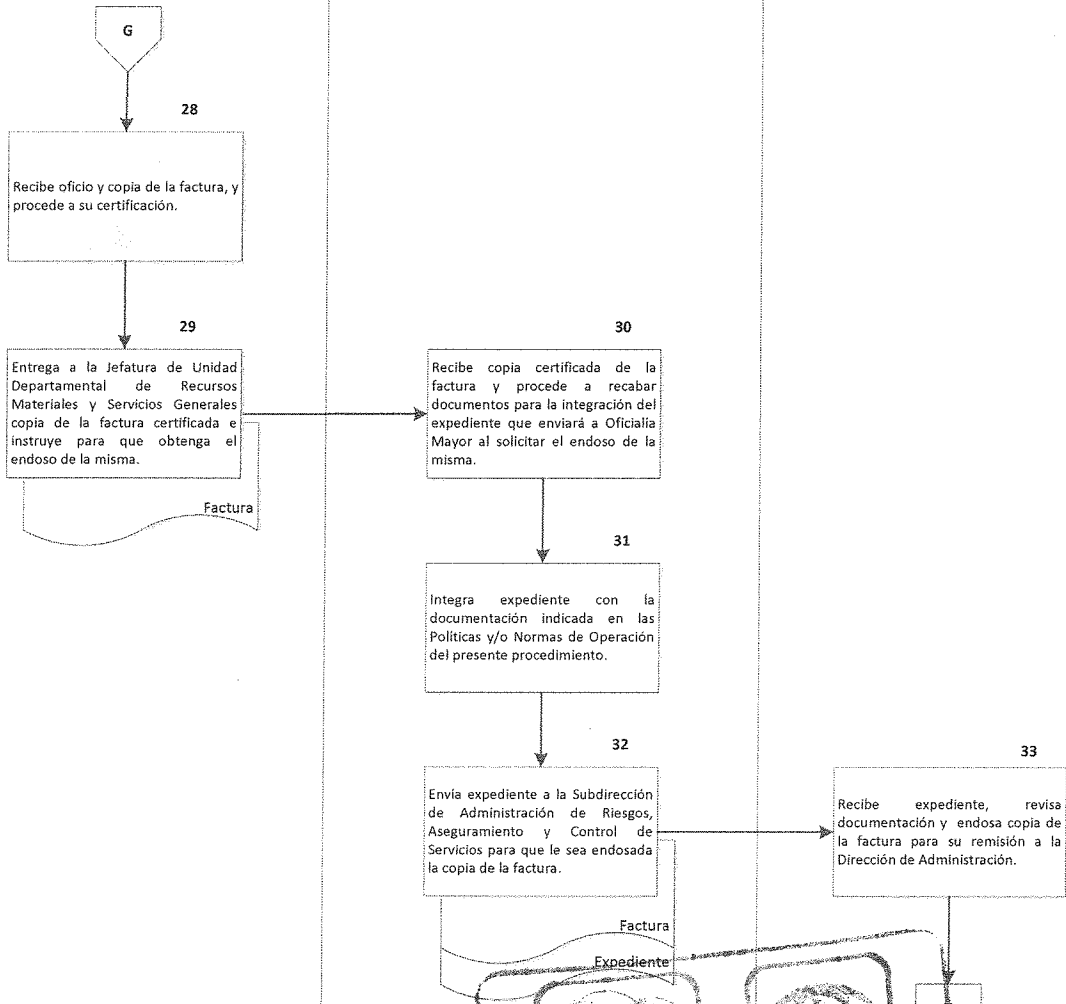 G
28
Recibe oficio y copia de la factura, y
procede a su certificación.
29
Entrega a la Jefatura de Unidad
Departamental de Recursos
Materiales y Servicios Generales
copia de la factura certificada e
instruye para que obtenga el
endoso de la misma.
Factura
30
Recibe copia certificada de la
factura y procede a recabar
documentos para la integración del
expediente que enviará a Oficialía
Mayor al solicitar el endoso de la
misma.
31
Integra expediente con la
documentación indicada en las
Políticas y/o Normas de Operación
del presente procedimiento.
32
Envía expediente a la Subdirección
de Administración de Riesgos,
Aseguramiento y Control de
Servicios para que le sea endosada
la copia de la factura.
Factura
Expediente
33
Recibe expediente, revisa
documentación y endosa copia de
la factura para su remisión a la
Dirección de Administración.